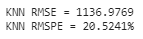 KNN RMSE = 1136.9769
KNN RMSPE = 20.5241%